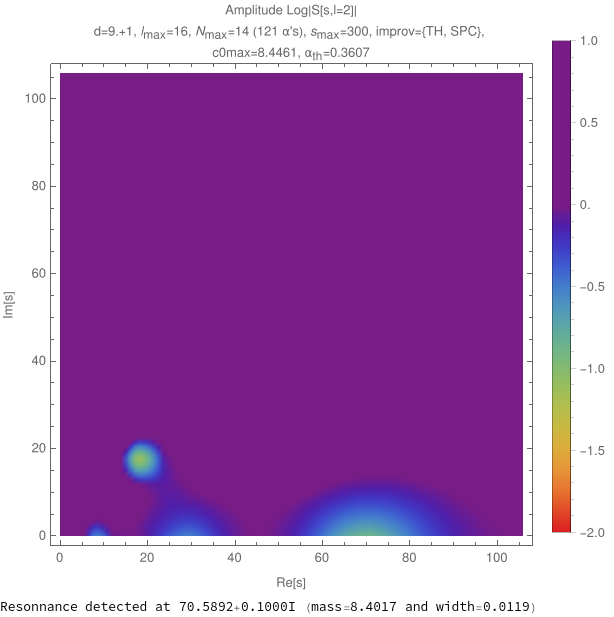 Amplitude Log|S[s,l=2]|
d=9.+1, lmax=16, Nmax=14 (121 α's), smax=300, improv={TH, SPC},
c0max=8.4461, αth=0.3607
1.0
0.5
0.
-0.5
-1.0
-1.5
-2.0
100
80
60
40
20
0
Im[s]
0 20 40 60 80 100
Re[s]
Resonnance detected at 70.5892+0.1000I (mass=8.4017 and width=0.0119)